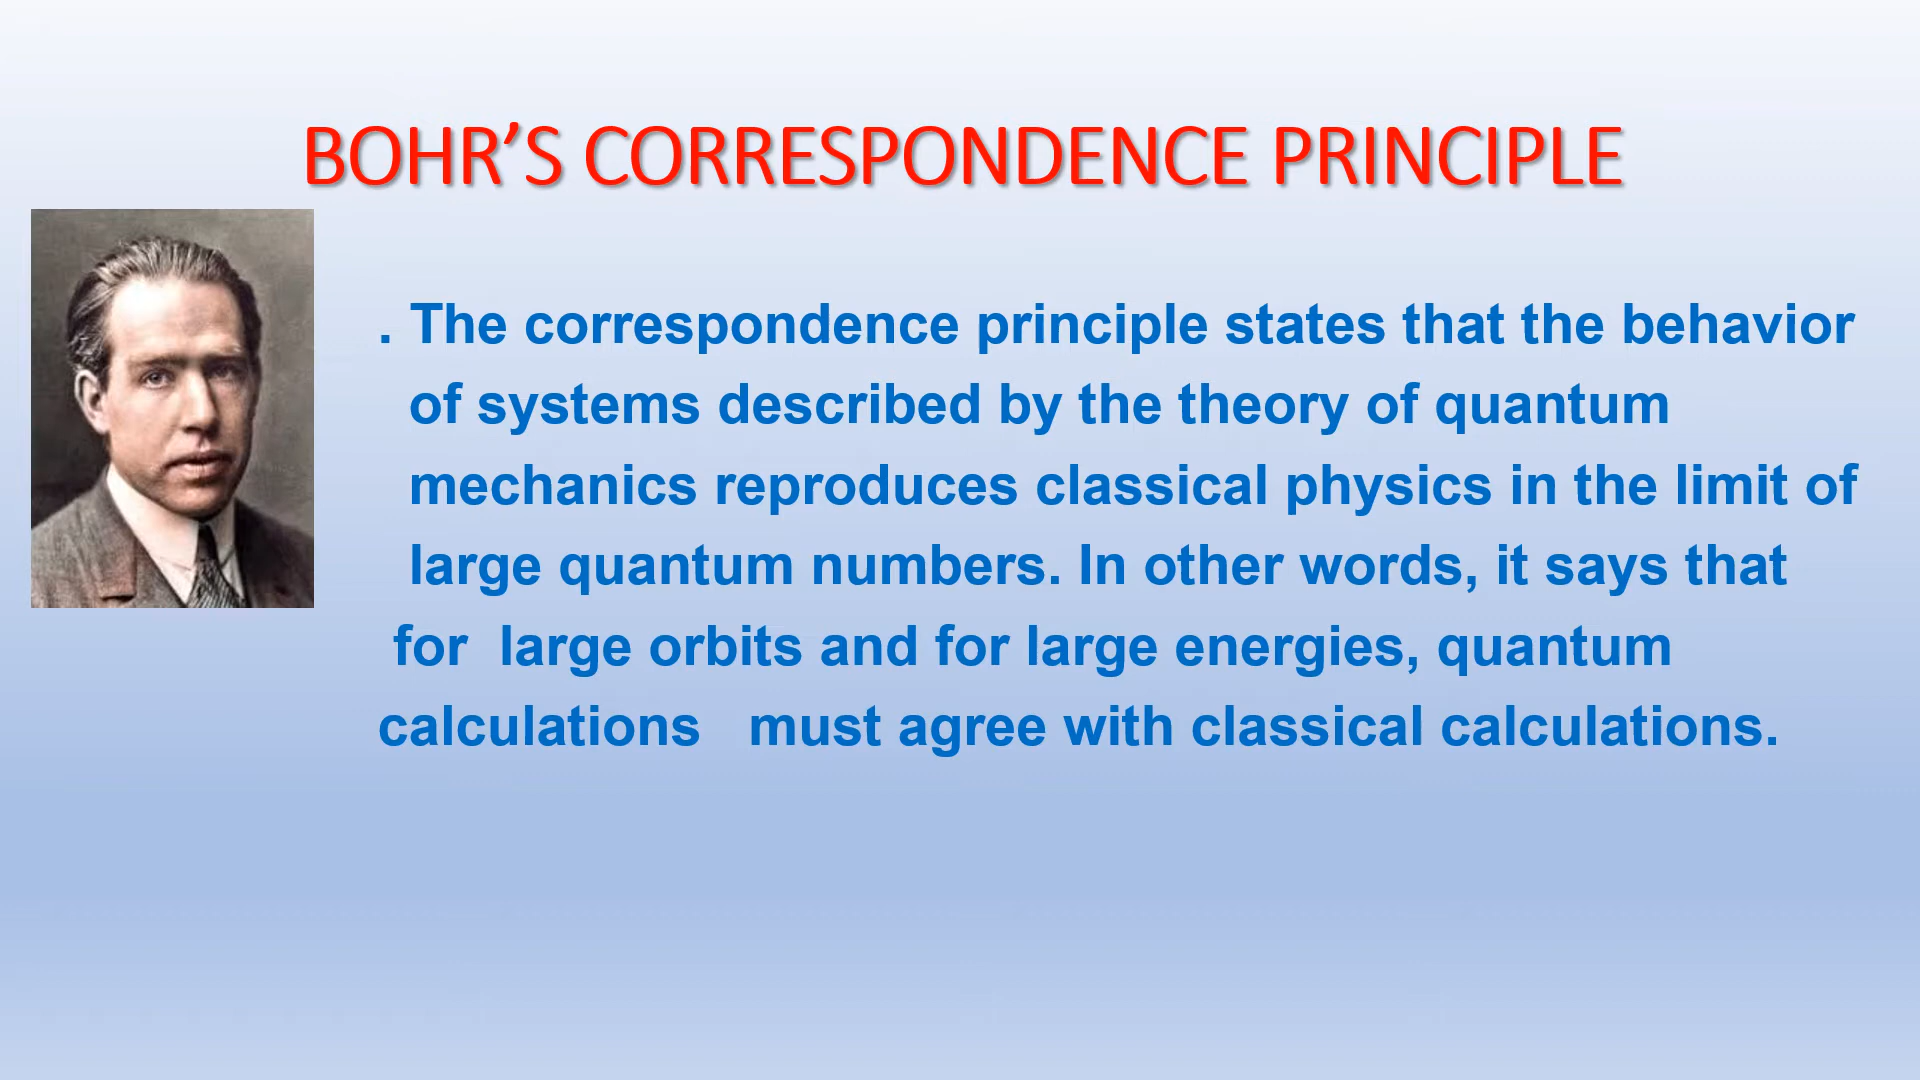 BOHR’S CORRESPONDENCE PRINCIPLE
. The correspondence principle states that the behavior
of systems described by the theory of quantum
mechanics reproduces classical physics in the limit of
large quantum numbers. In other words, it says that
for  large orbits and for large energies, quantum
calculations   must agree with classical calculations.